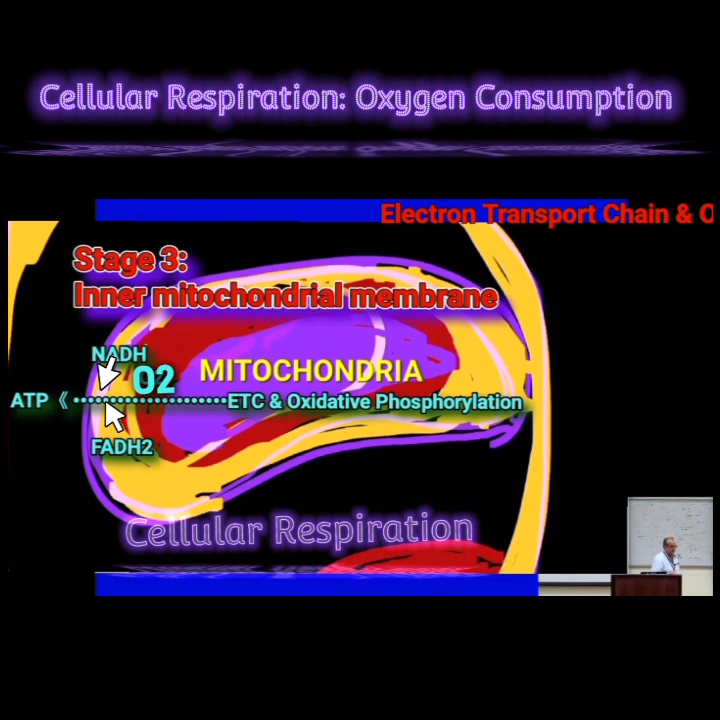 Cellular Respiration: Oxygen Consumption
Electron Transport Chain & O
Stage 3:
Inner mitochondrial membrane
NADH
O2
MITOCHONDRIA
ATP《 ························ETC & Oxidative Phosphorylation
FADH2
Cellular Respiration